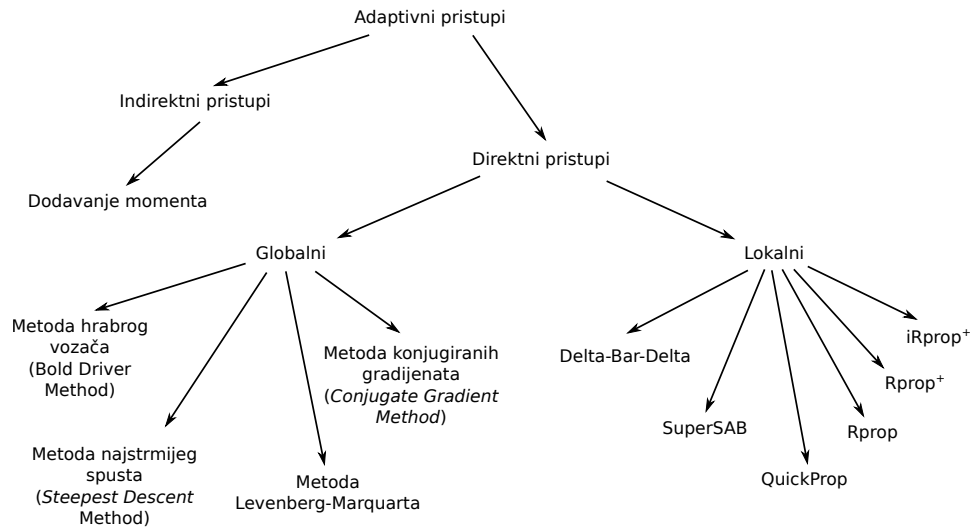 Adaptivni pristupi
Indirektni pristupi
Direktni pristupi
Dodavanje momenta
Globalni
Lokalni
Metoda hrabrog
vozača
(Bold Driver
Method)
Metoda najstrmijeg
spusta
(Steepest Descent
Method)
Metoda
Levenberg-Marquarta
Metoda konjugiranih
gradijenata
(Conjugate Gradient
Method)
Delta-Bar-Delta
SuperSAB
QuickProp
Rprop
Rprop⁺
iRprop⁺